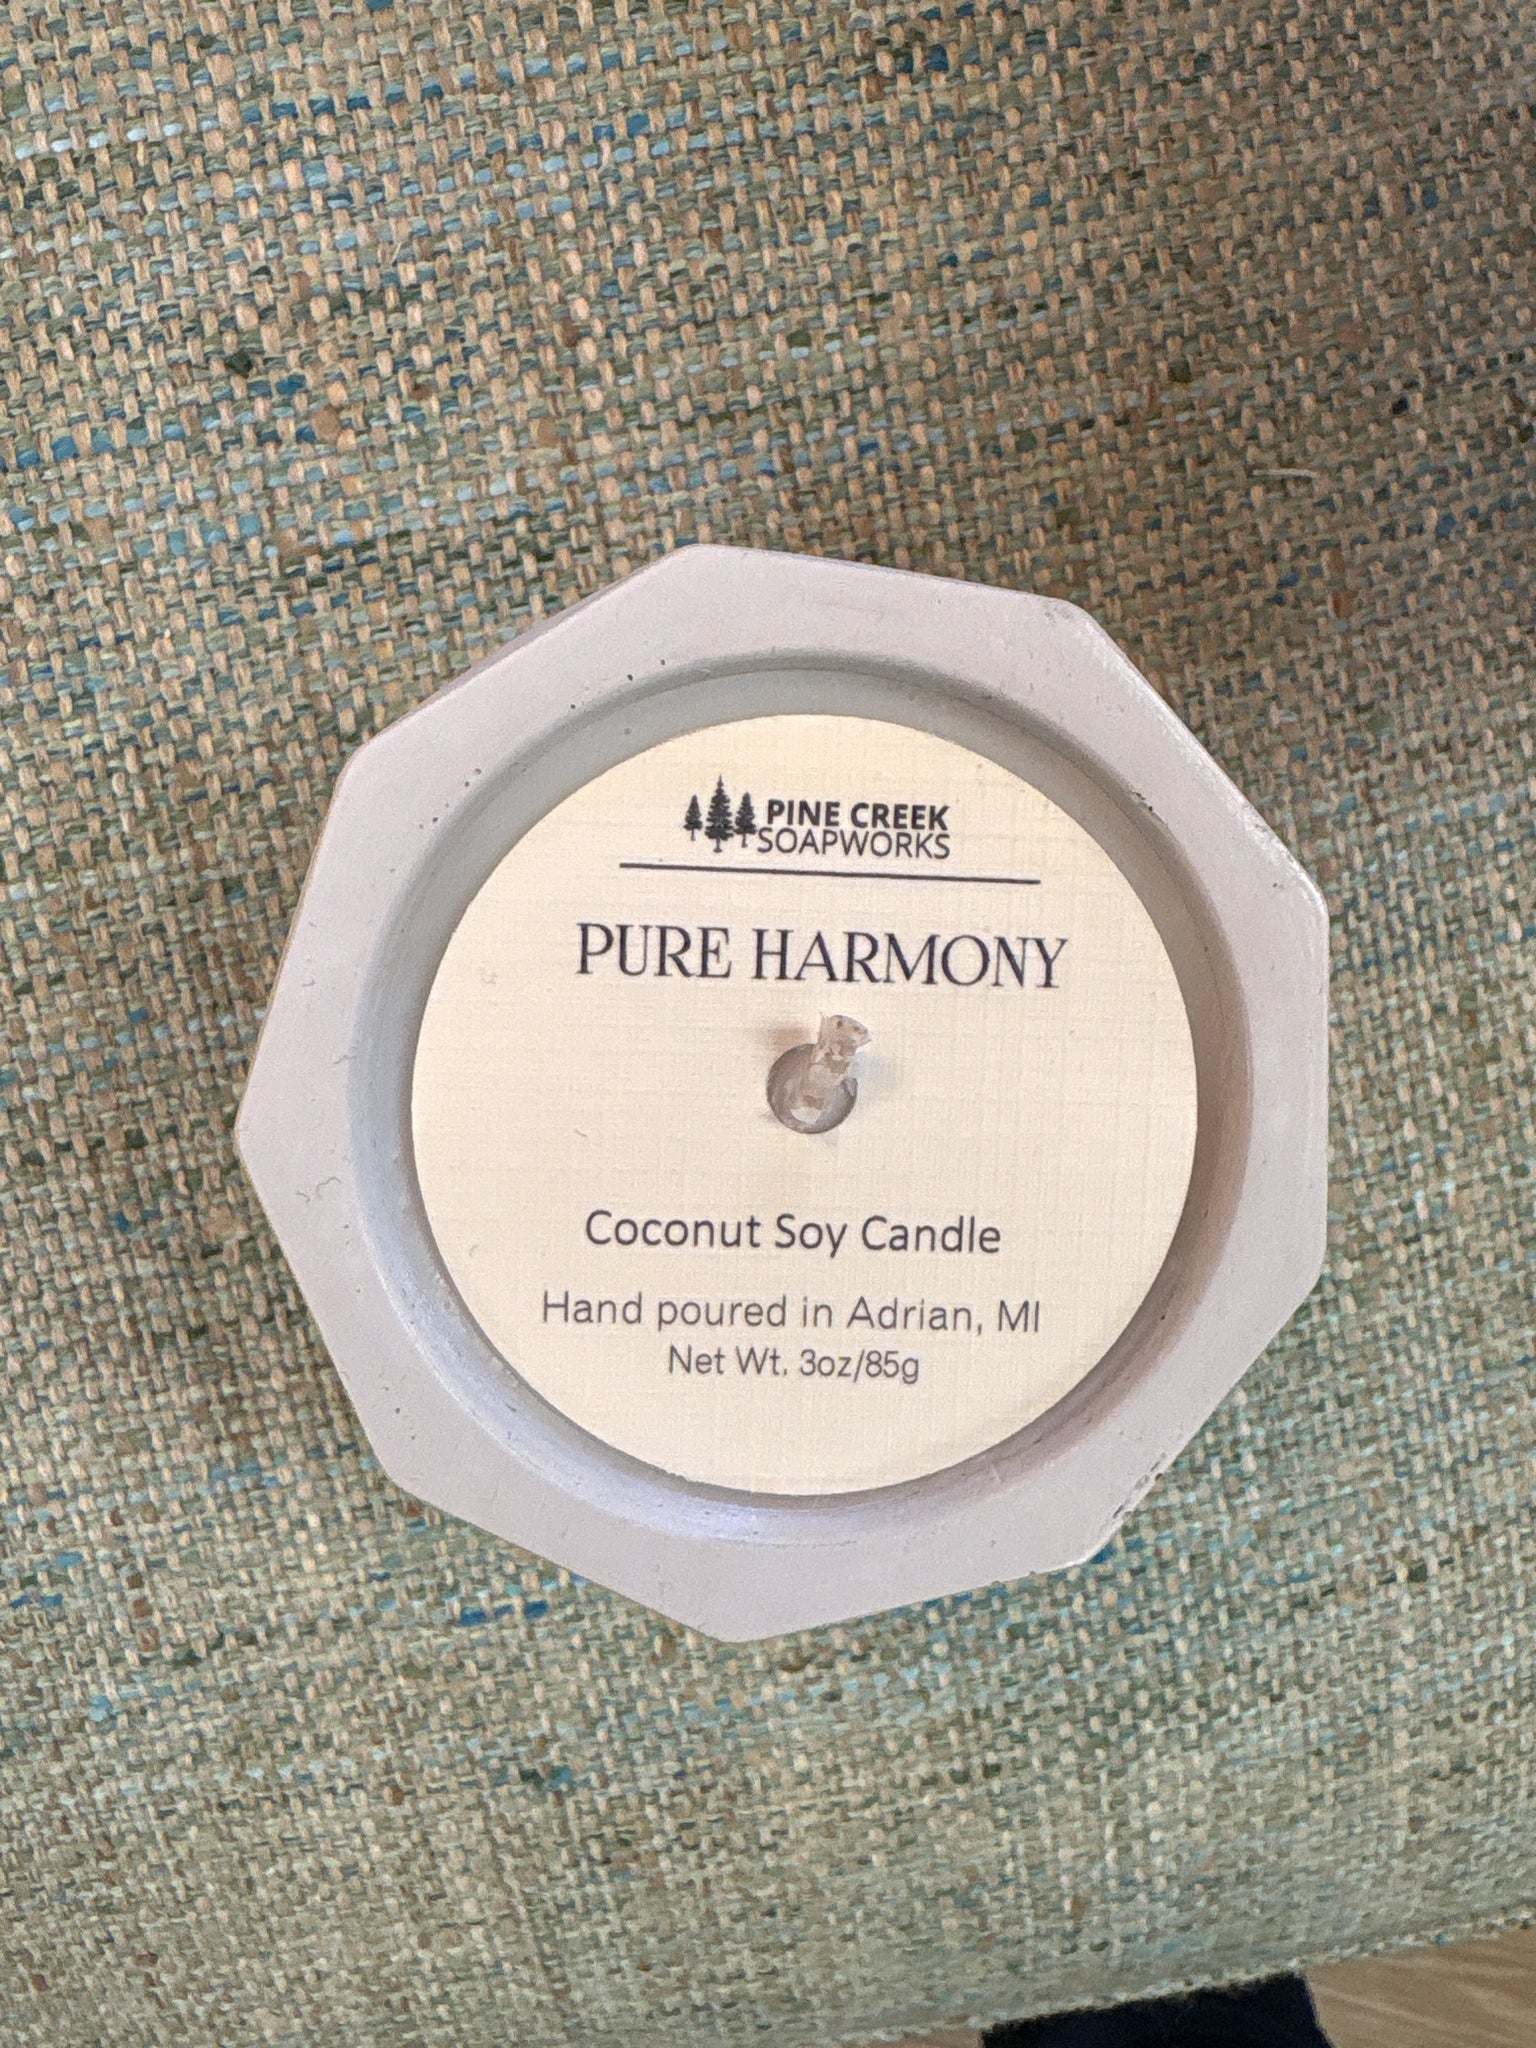 PINE CREEK
SOAPWORKS
PURE HARMONY
Coconut Soy Candle
Hand poured in Adrian, MI
Net Wt. 3oz/85g